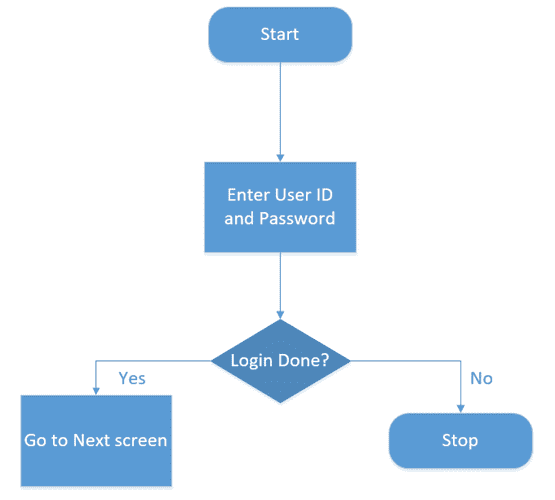 Start
Enter User ID
and Password
Login Done?
Yes
No
Go to Next screen
Stop